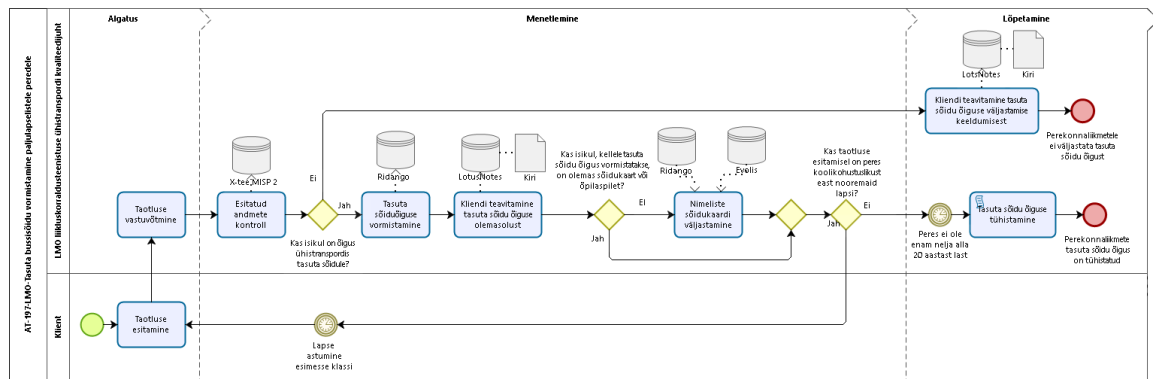 AT-197-LMO-Tasuta bussisõidu vormistamine paljulapselistele peredele
LMO liikluskorraldusteenistuse ühistranspordi kvaliteedijuht
Klient
Algatus
Menetlemine
Lõpetamine
Taotluse
vastuvõtmine
Taotluse
esitamine
X-tee,MISP 2
Esitatud
andmete
kontroll
Ei
Jah
Kas isikul on õigus
ühistranspordis
tasuta sõidule?
Ridango
Tasuta
sõiduõiguse
vormistamine
LotusNotes
Kiri
Kliendi teavitamine
tasuta sõidu õiguse
olemasolust
Kas isikul, kellele tasuta
sõidu õigus vormistatakse,
on olemas sõidukaart või
õpilaspilet?
Ei
Jah
Ridango
Evolis
Nimeliste
sõidukaardi
väljastamine
Kas taotluse
esitamisel on peres
koolikohustuslikust
east nooremaid
lapsi?
Ei
Jah
LotsNotes
Kiri
Kliendi teavitamine tasuta
sõidu õiguse väljastamise
keeldumisest
Perekonnaliikmetele
ei väljastata tasuta
sõidu õigust
Peres ei ole
enam nelja alla
20 aastast last
Tasuta sõidu õiguse
tühistamine
Perekonnaliikmete
tasuta sõidu õigus
on tühistatud
Lapse
astumine
esimesse klassi